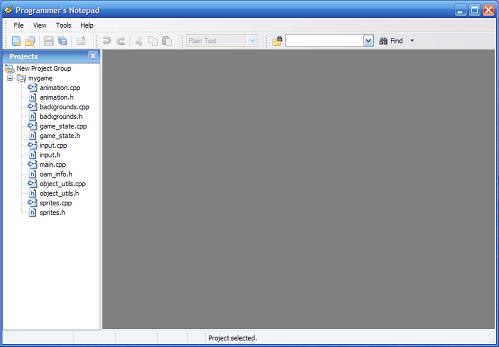 Programmer's Notepad
File View Tools Help
Plain Text Find
Projects
New Project Group
mygame
animation.cpp
animation.h
backgrounds.cpp
backgrounds.h
game_state.cpp
game_state.h
input.cpp
input.h
main.cpp
oam_info.h
object_utils.cpp
object_utils.h
sprites.cpp
sprites.h
Project selected.